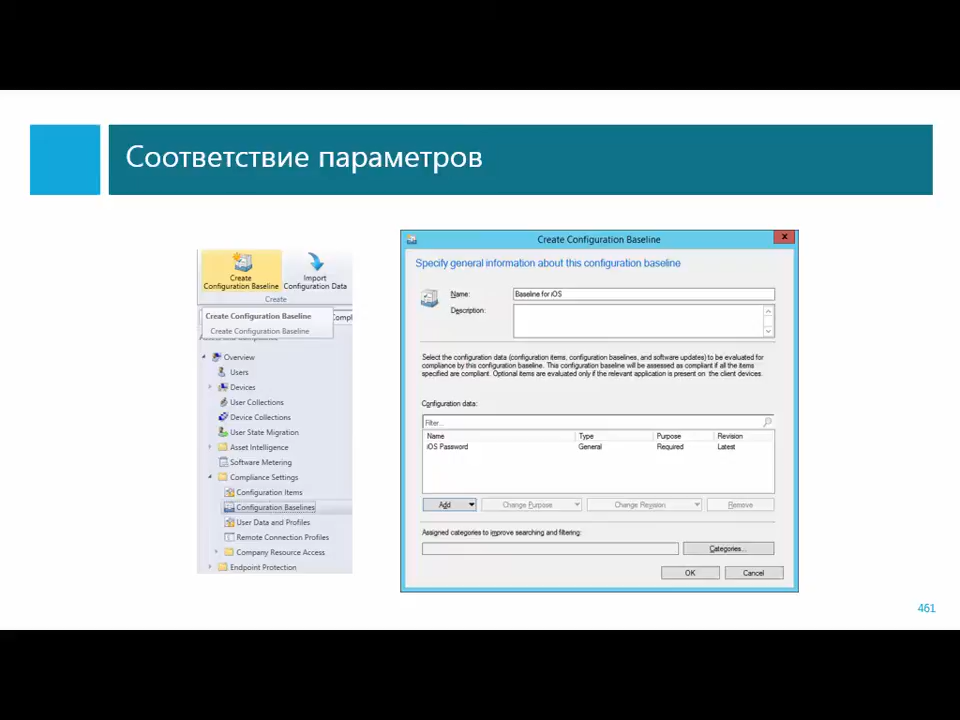 Соответствие параметров
Create
Configuration Baseline
Import
Configuration Data
Create
Create Configuration Baseline
Create Configuration Baseline
Overview
Users
Devices
User Collections
Device Collections
User State Migration
Asset Intelligence
Software Metering
Compliance Settings
Configuration Items
Configuration Baselines
User Data and Profiles
Remote Connection Profiles
Company Resource Access
Endpoint Protection
Create Configuration Baseline
Specify general information about this configuration baseline
Name:
Baseline for iOS
Description:
Select the configuration data (configuration items, configuration baselines, and software updates) to be evaluated for
compliance by this configuration baseline. This configuration baseline will be assessed as compliant if all the items
specified are compliant. Optional items are evaluated only if the relevant application is present on the client devices.
Configuration data:
Filter...
Name Type Purpose Revision
iOS Password General Required Latest
Add Change Purpose Change Revision Remove
Assigned categories to improve searching and filtering:
Categories...
OK Cancel
461